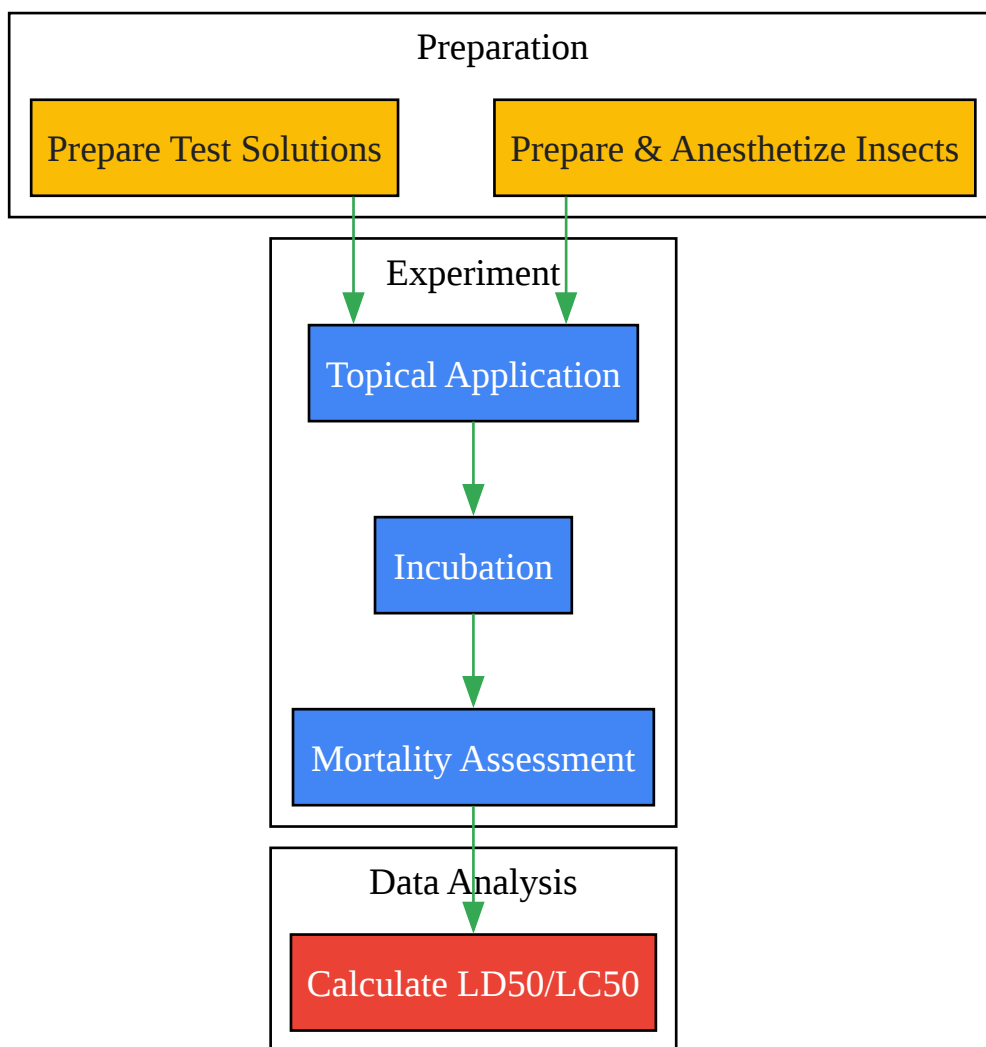 Preparation
Prepare Test Solutions
Prepare & Anesthetize Insects
Experiment
Topical Application
Incubation
Mortality Assessment
Data Analysis
Calculate LD50/LC50